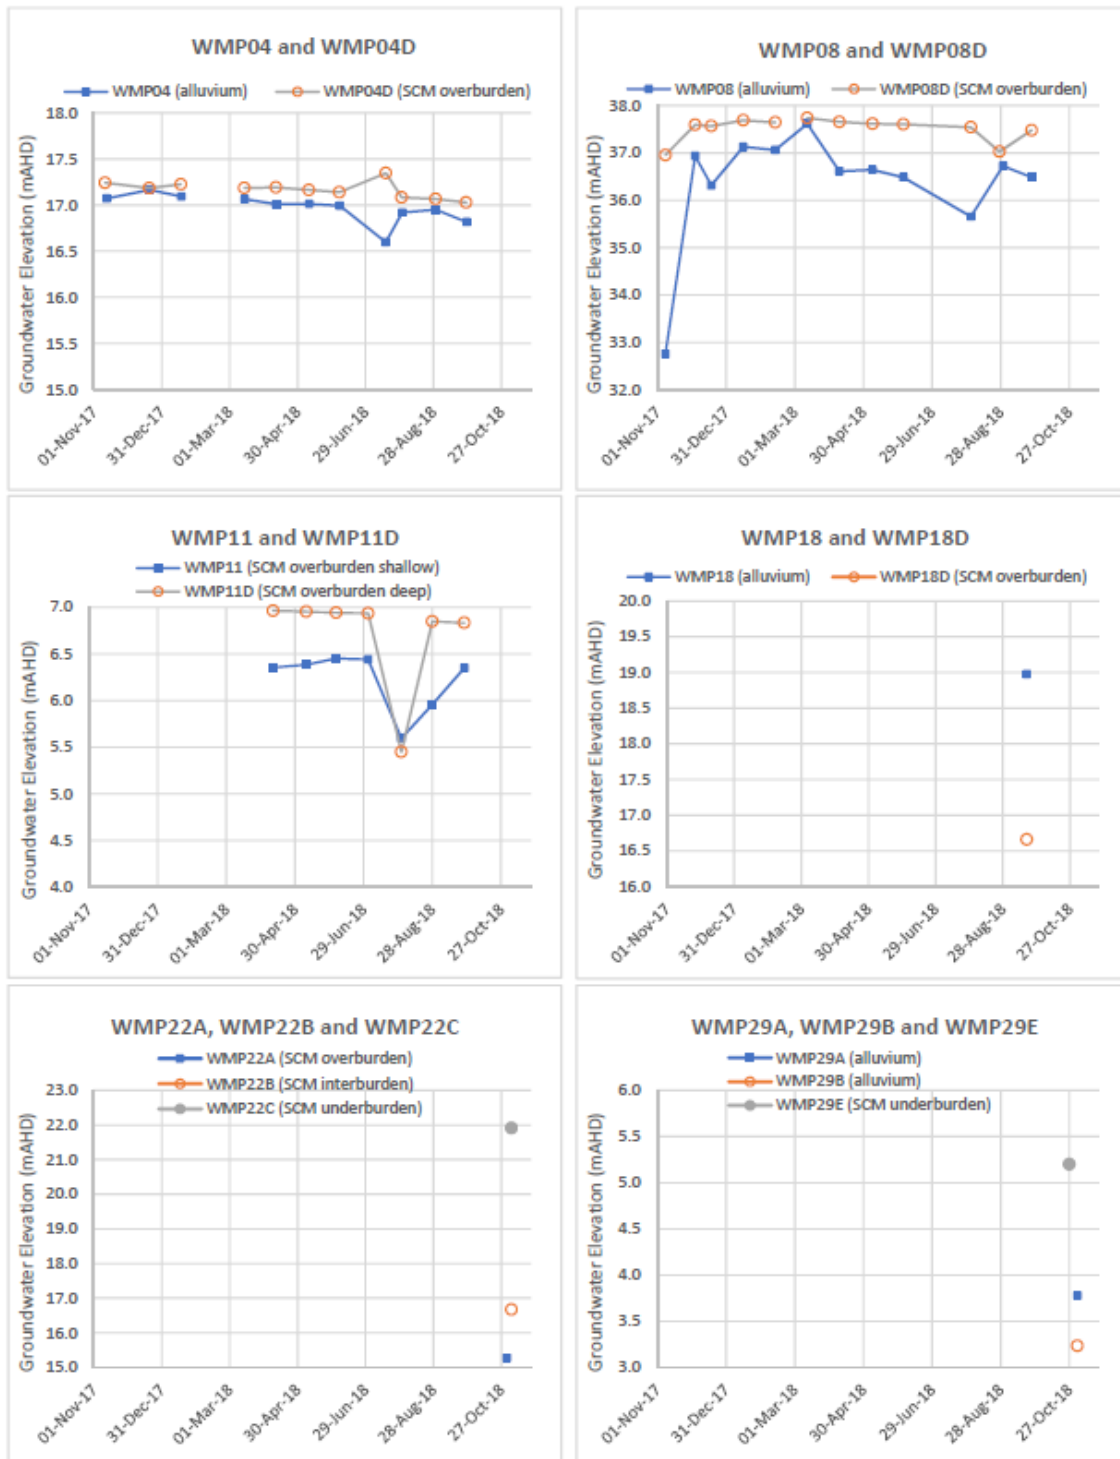 WMP04 and WMP04D
WMP04 (alluvium) WMP04D (SCM overburden)
Groundwater Elevation (mAHD)
18.0
17.5
17.0
16.5
16.0
15.5
15.0
01-Nov-17 31-Dec-17 01-Mar-18 30-Apr-18 29-Jun-18 28-Aug-18 27-Oct-18
WMP08 and WMP08D
WMP08 (alluvium) WMP08D (SCM overburden)
Groundwater Elevation (mAHD)
38.0
37.0
36.0
35.0
34.0
33.0
32.0
01-Nov-17 31-Dec-17 01-Mar-18 30-Apr-18 29-Jun-18 28-Aug-18 27-Oct-18
WMP11 and WMP11D
WMP11 (SCM overburden shallow)
WMP11D (SCM overburden deep)
Groundwater Elevation (mAHD)
7.0
6.5
6.0
5.5
5.0
4.5
4.0
01-Nov-17 31-Dec-17 01-Mar-18 30-Apr-18 29-Jun-18 28-Aug-18 27-Oct-18
WMP18 and WMP18D
WMP18 (alluvium) WMP18D (SCM overburden)
Groundwater Elevation (mAHD)
20.0
19.5
19.0
18.5
18.0
17.5
17.0
16.5
16.0
01-Nov-17 31-Dec-17 01-Mar-18 30-Apr-18 29-Jun-18 28-Aug-18 27-Oct-18
WMP22A, WMP22B and WMP22C
WMP22A (SCM overburden)
WMP22B (SCM interburden)
WMP22C (SCM underburden)
Groundwater Elevation (mAHD)
23.0
22.0
21.0
20.0
19.0
18.0
17.0
16.0
15.0
01-Nov-17 31-Dec-17 01-Mar-18 30-Apr-18 29-Jun-18 28-Aug-18 27-Oct-18
WMP29A, WMP29B and WMP29E
WMP29A (alluvium)
WMP29B (alluvium)
WMP29E (SCM underburden)
Groundwater Elevation (mAHD)
6.0
5.5
5.0
4.5
4.0
3.5
3.0
01-Nov-17 31-Dec-17 01-Mar-18 30-Apr-18 29-Jun-18 28-Aug-18 27-Oct-18